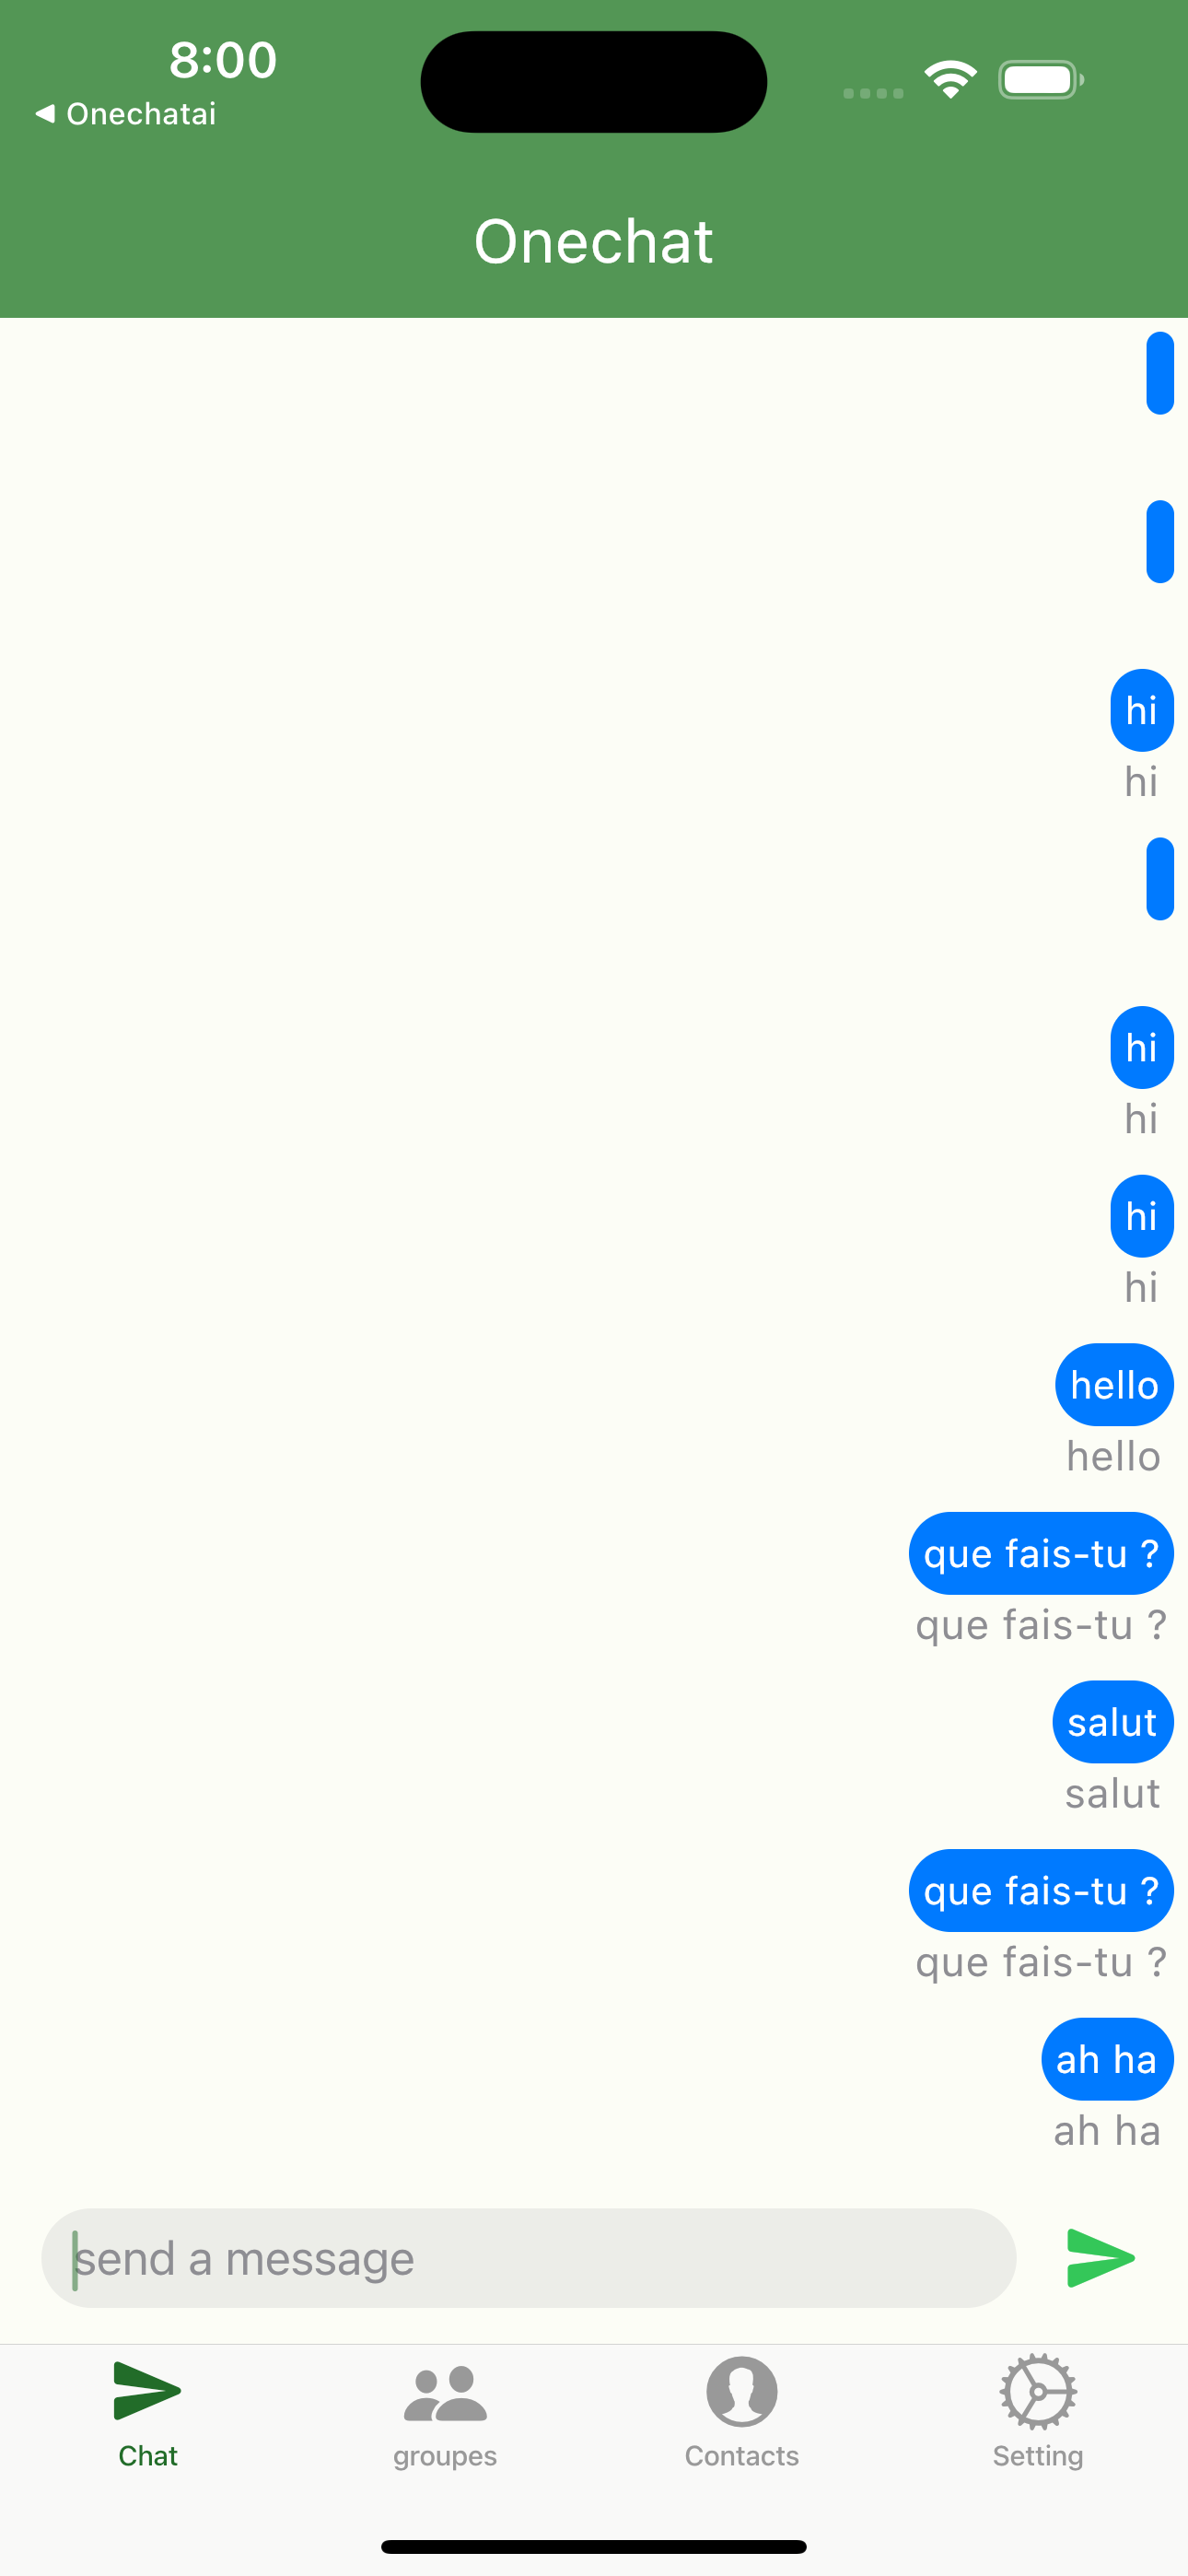 8:00
Onechatai
Onechat
hi
hi
hi
hi
hi
hi
hello
hello
que fais-tu ?
que fais-tu ?
salut
salut
que fais-tu ?
que fais-tu ?
ah ha
ah ha
send a message
Chat groupes Contacts Setting